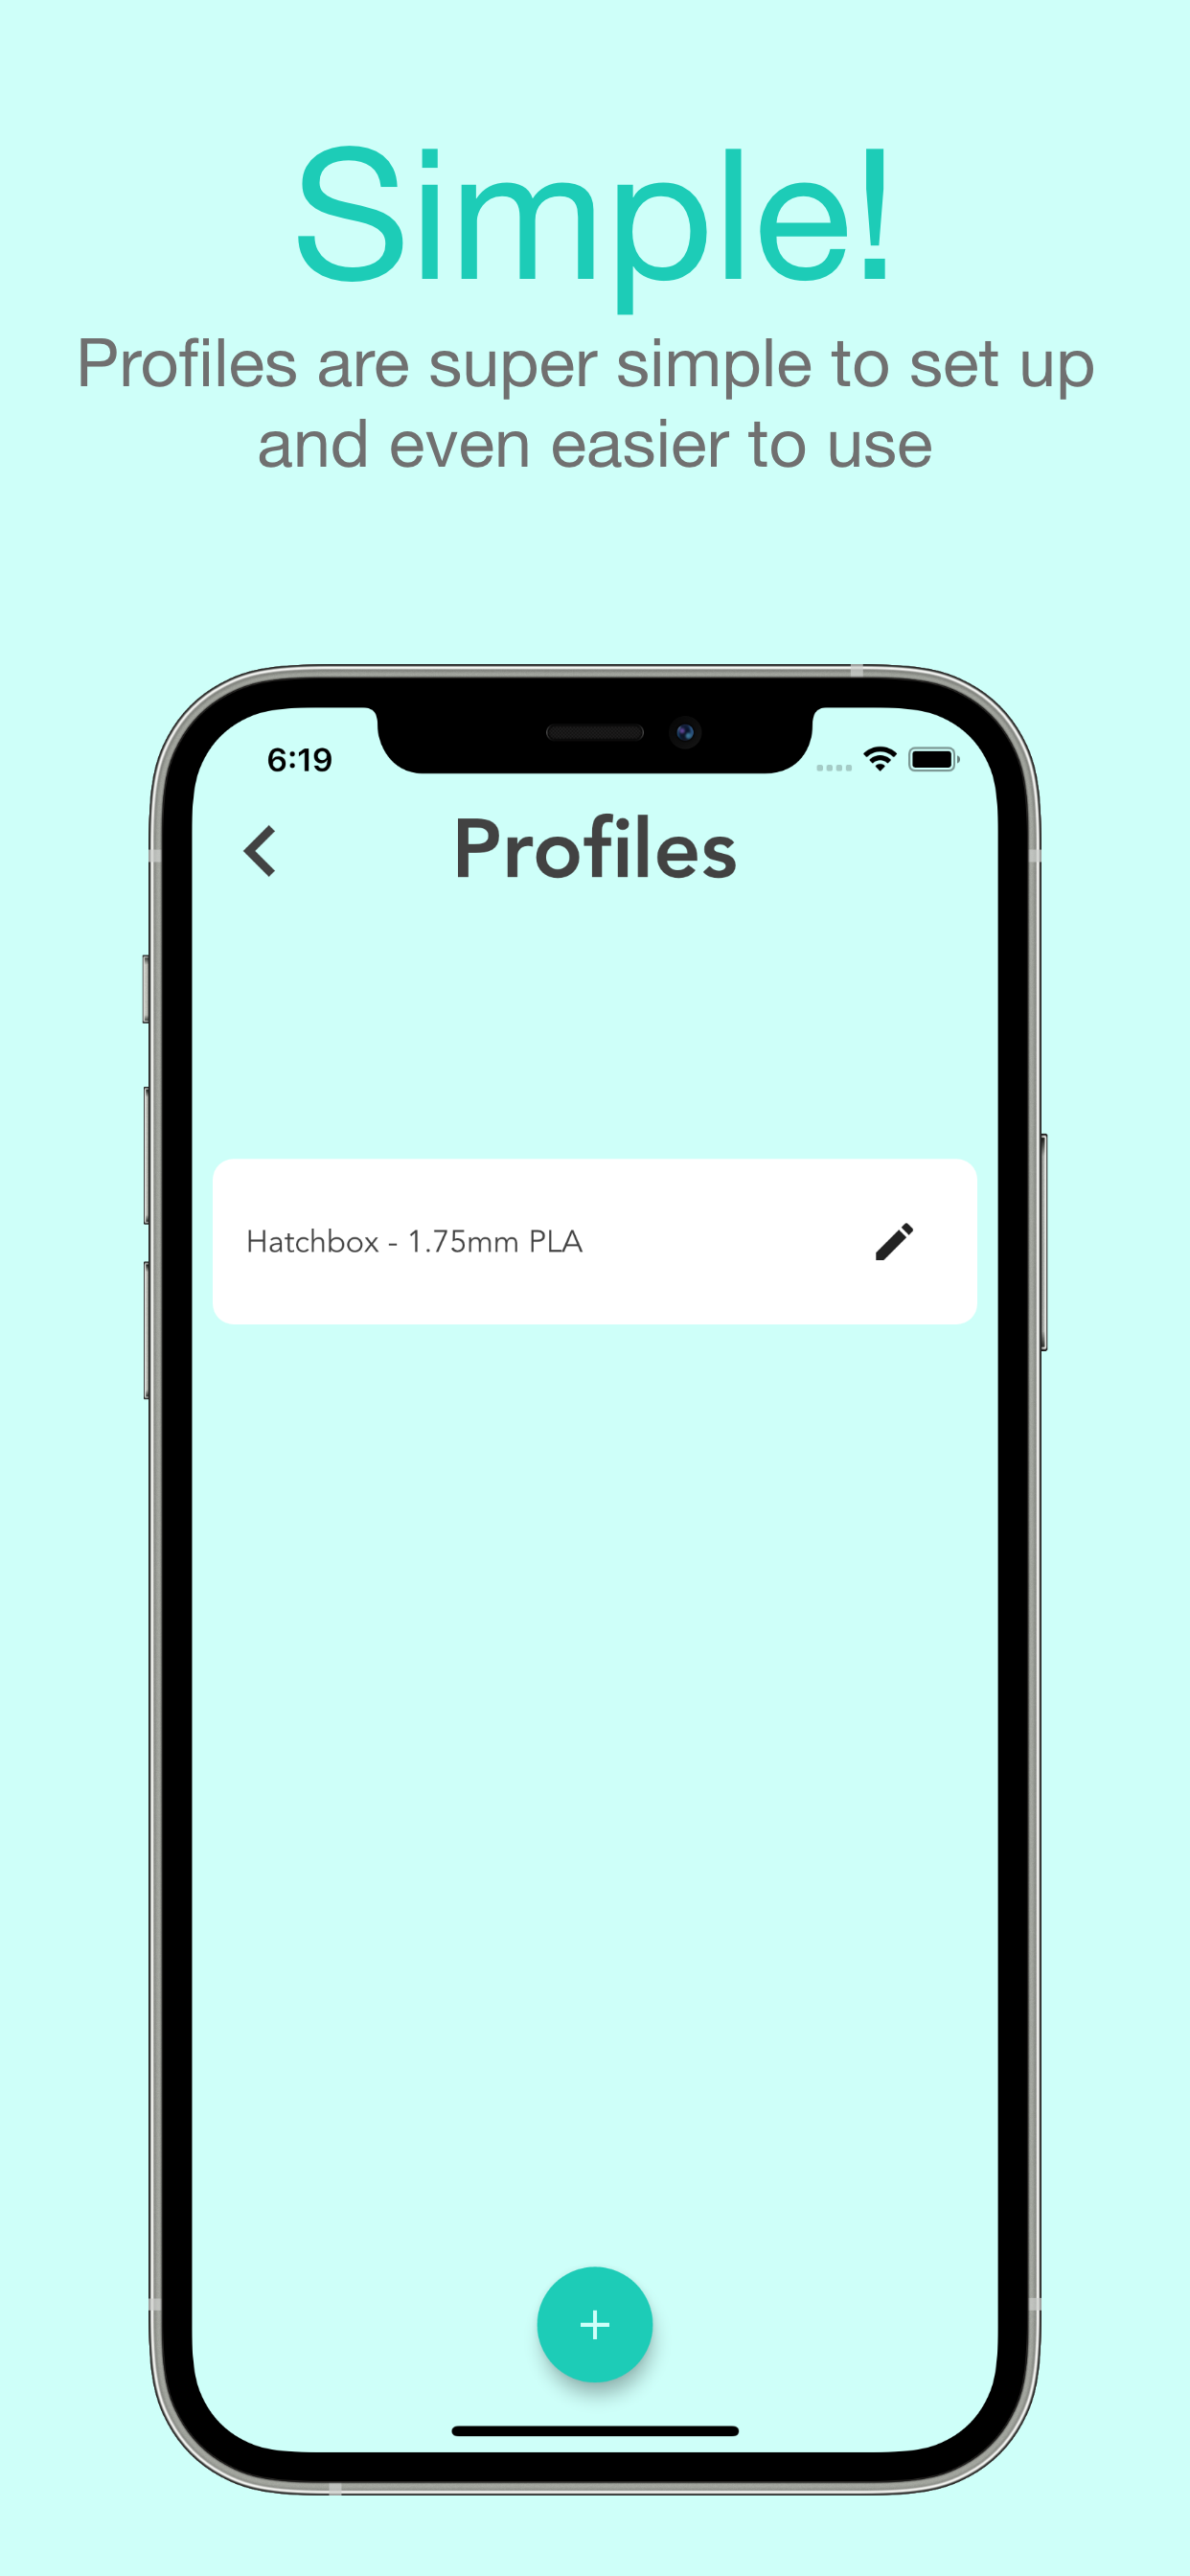 Simple!
Profiles are super simple to set up
and even easier to use
6:19
Profiles
Hatchbox - 1.75mm PLA
+